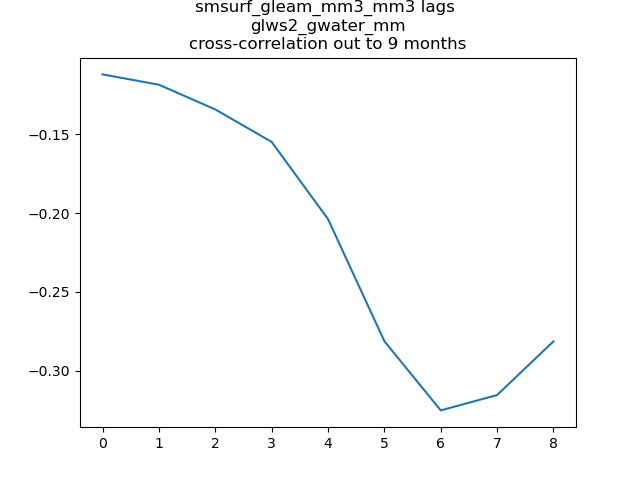 smsurf_gleam_mm3_mm3 lags
glws2_gwater_mm
cross-correlation out to 9 months
−0.15
−0.20
−0.25
−0.30
0 1 2 3 4 5 6 7 8